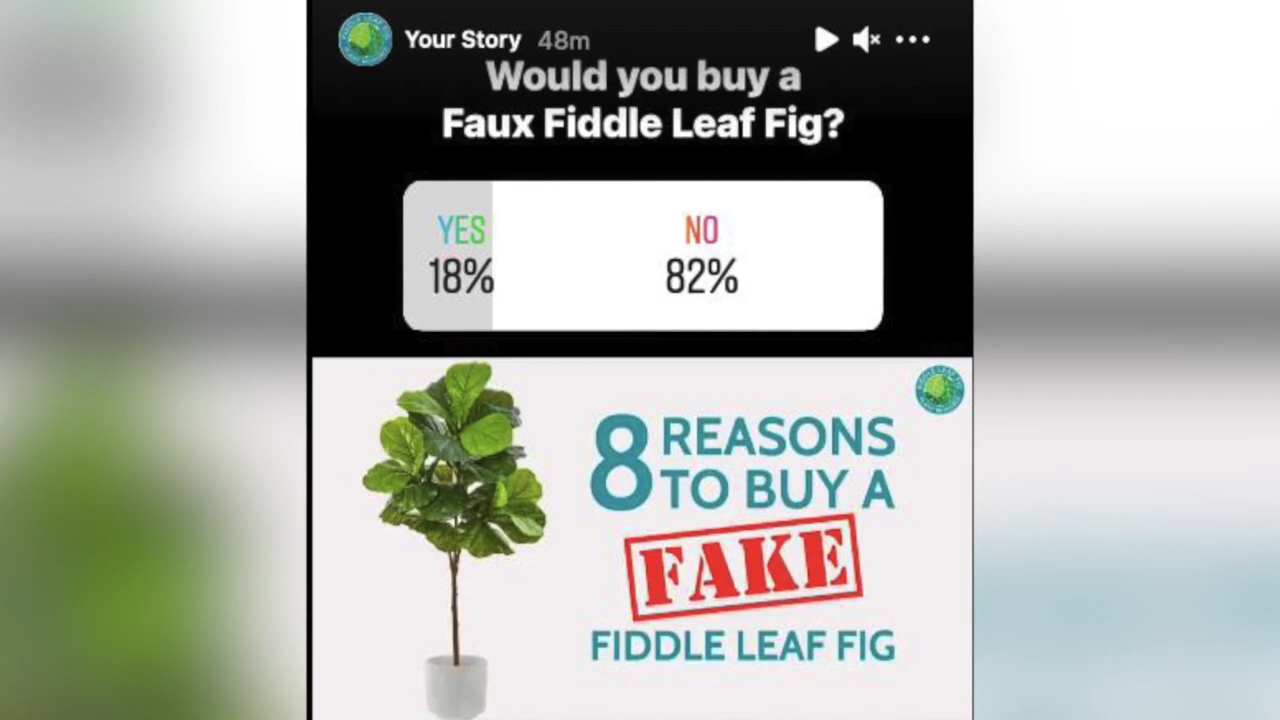 Your Story 48m
Would you buy a
Faux Fiddle Leaf Fig?
YES NO
18% 82%
8 REASONS
TO BUY A
FAKE
FIDDLE LEAF FIG